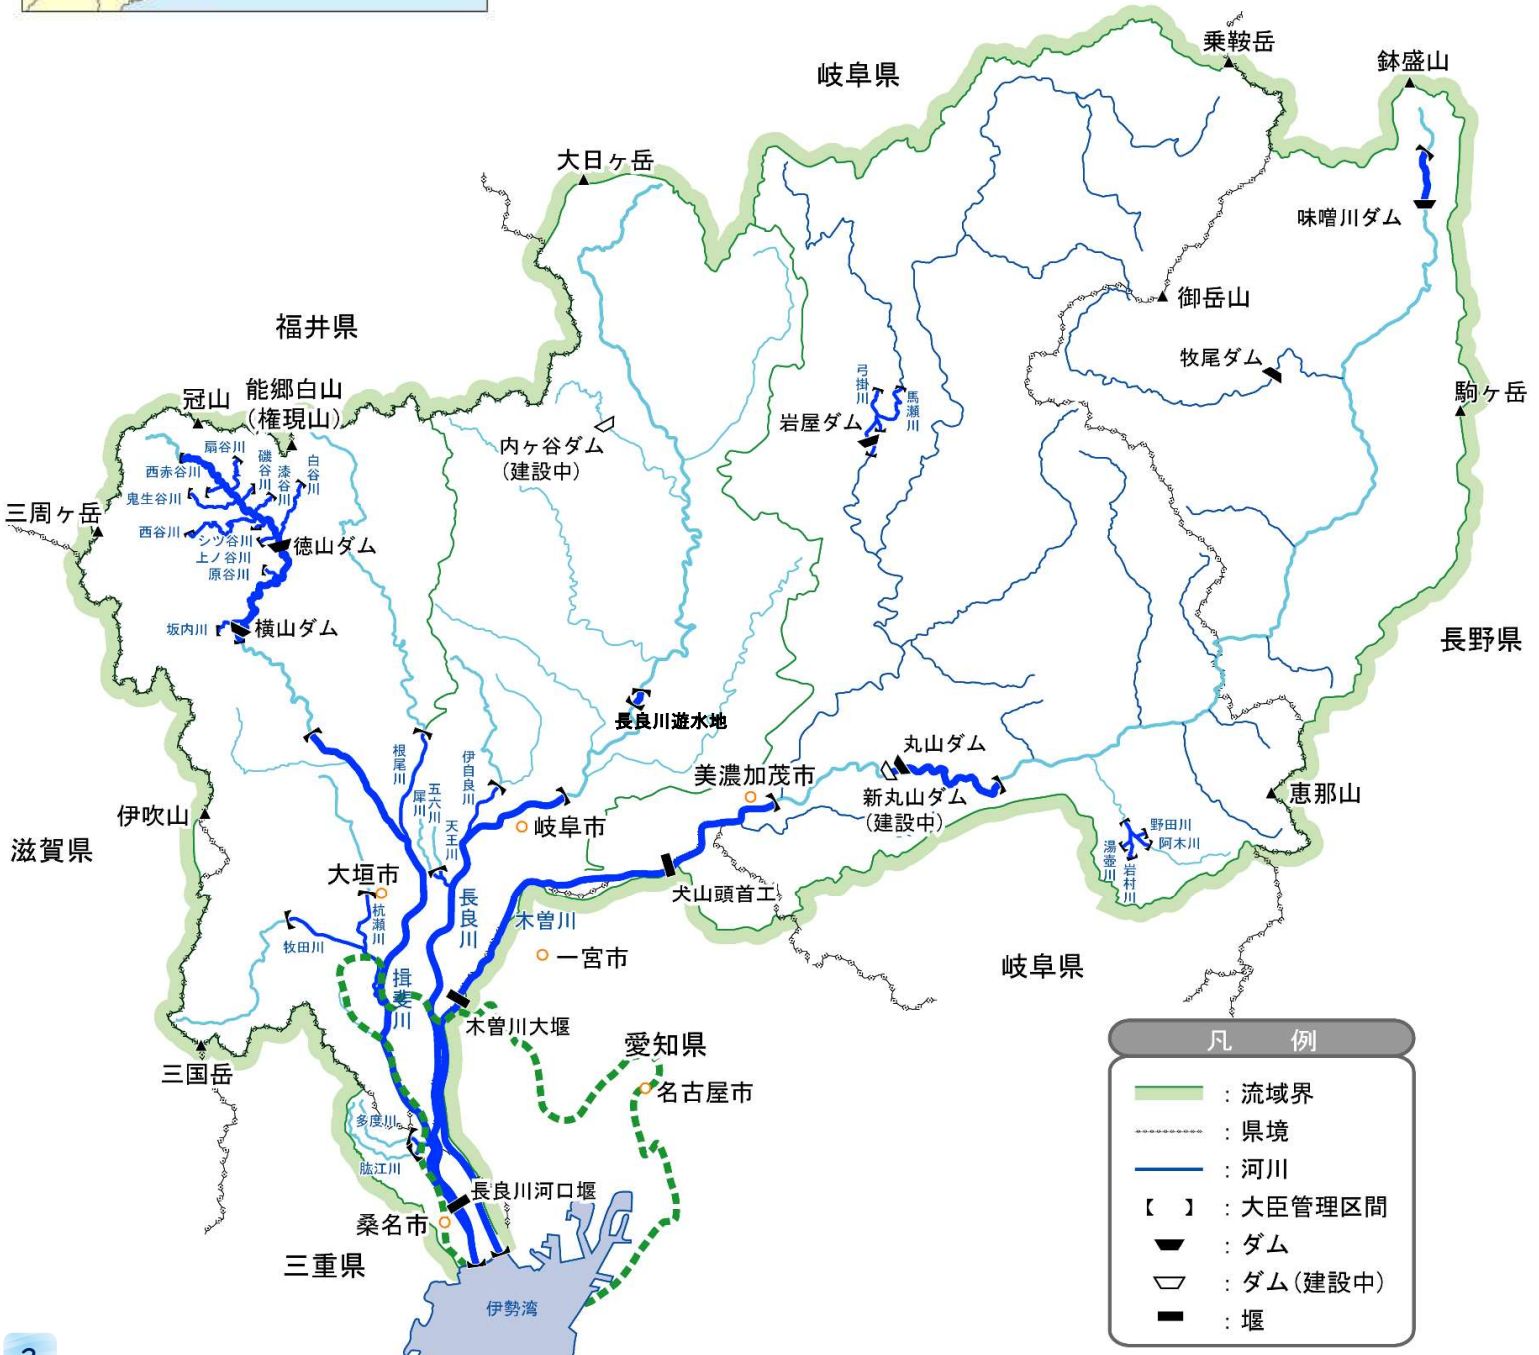 乗鞍岳
鉢盛山
岐阜県
大日ヶ岳
味噌川ダム
御岳山
福井県
牧尾ダム
駒ヶ岳
冠山
能郷白山
(権現山)
弓掛川
馬瀬川
岩屋ダム
内ヶ谷ダム
(建設中)
扇谷川
磯谷川
漆谷川
白谷川
西赤谷川
鬼生谷川
三周ヶ岳
西谷川
シツ谷川
徳山ダム
上ノ谷川
原谷川
坂内川
横山ダム
長野県
長良川遊水地
根尾川
伊自良川
丸山ダム
美濃加茂市
五六川
犀川
天王川
新丸山ダム
(建設中)
恵那山
伊吹山
岐阜市
滋賀県
野田川
阿木川
湯壷川
岩村川
大垣市
犬山頭首工
杭瀬川
長良川
木曽川
牧田川
一宮市
岐阜県
揖斐川
木曽川大堰
愛知県
三国岳
名古屋市
多度川
肱江川
長良川河口堰
桑名市
三重県
伊勢湾
凡 例
：流域界
：県境
：河川
【 】：大臣管理区間
：ダム
：ダム(建設中)
：堰